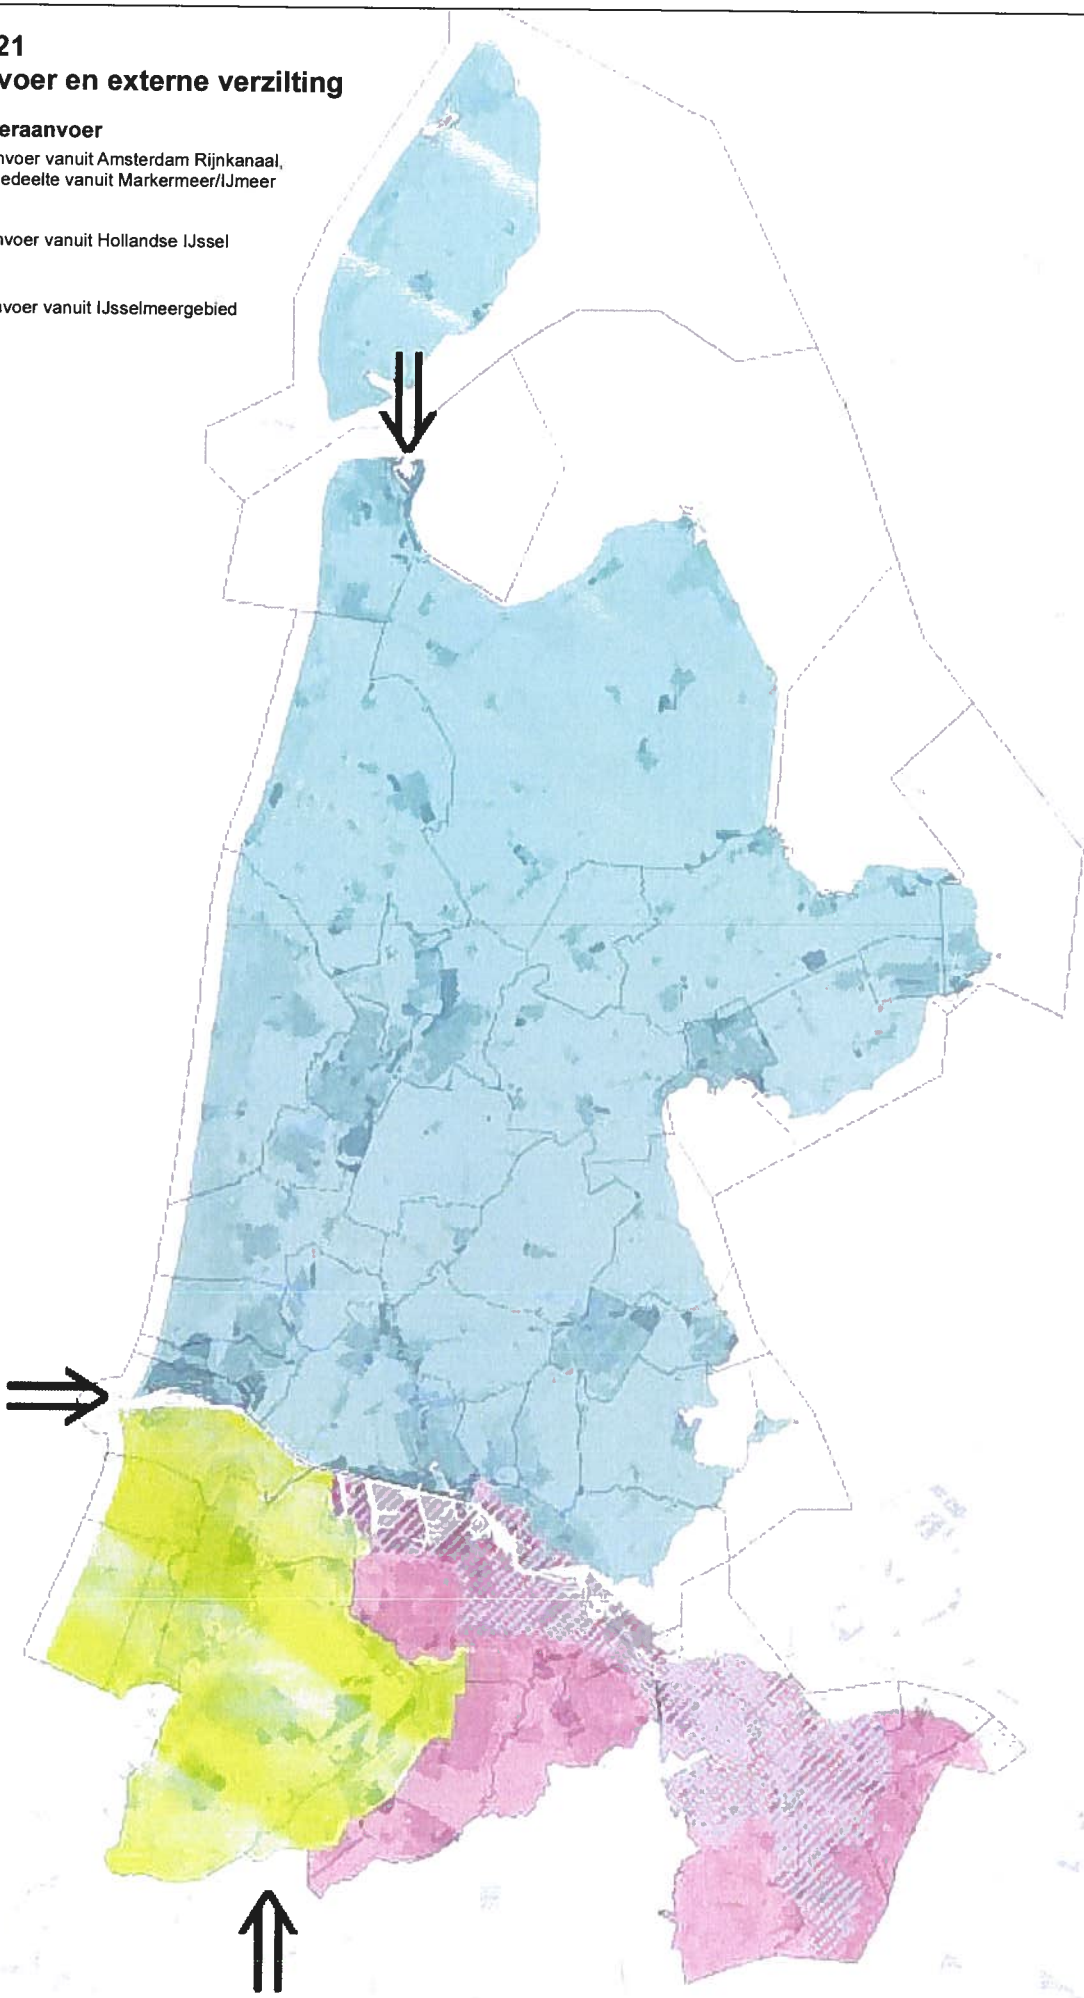 21
voer en externe verzilting
eraanvoer
nvoer vanuit Amsterdam Rijnkanaal,
edeelte vanuit Markermeer/IJmeer
nvoer vanuit Hollandse IJssel
nvoer vanuit IJsselmeergebied